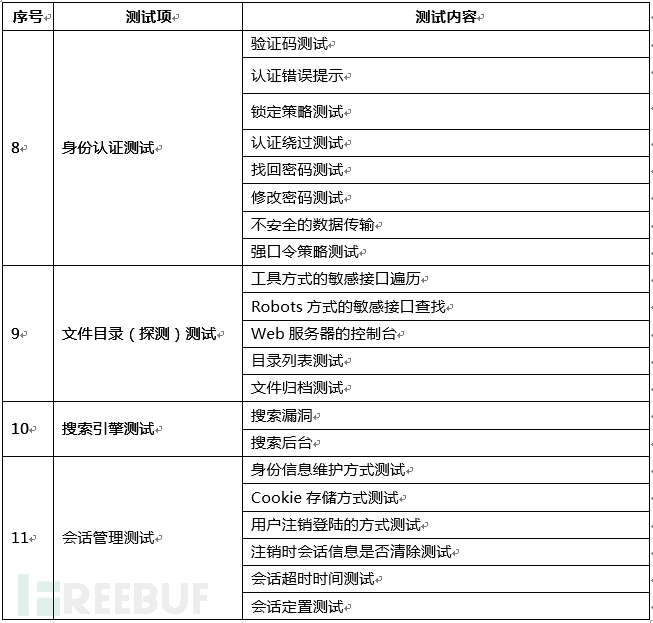 序号 测试项 测试内容
8 身份认证测试 验证码测试
认证错误提示
锁定策略测试
认证绕过测试
找回密码测试
修改密码测试
不安全的数据传输
强口令策略测试
9 文件目录（探测）测试 工具方式的敏感接口遍历
Robots 方式的敏感接口查找
Web 服务器的控制台
目录列表测试
文件归档测试
10 搜索引擎测试 搜索漏洞
搜索后台
11 会话管理测试 身份信息维护方式测试
Cookie 存储方式测试
用户注销登陆的方式测试
注销时会话信息是否清除测试
会话超时时间测试
会话定置测试
FREEBUF